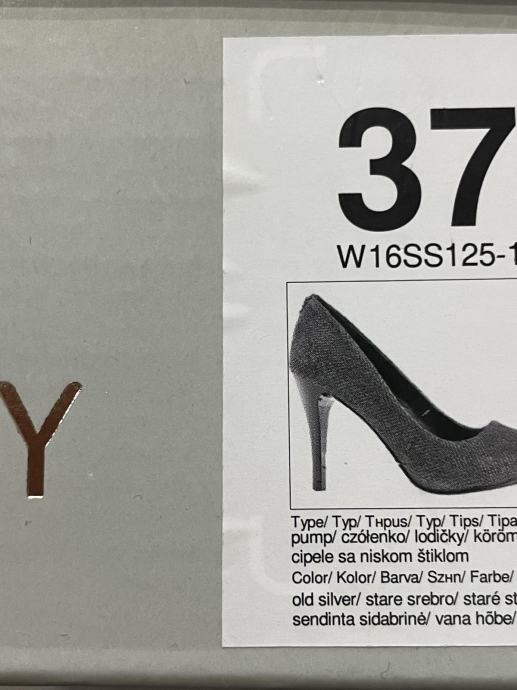 37
W16SS125-1
Y
Type/ Typ/ Tнpus/ Typ/ Tips/ Tipa
pump/ czółenko/ lodičky/ köröm
cipele sa niskom štiklom
Color/ Kolor/ Barva/ Szнn/ Farbe/
old silver/ stare srebro/ staré st
sendinta sidabrinė/ vana hõbe/